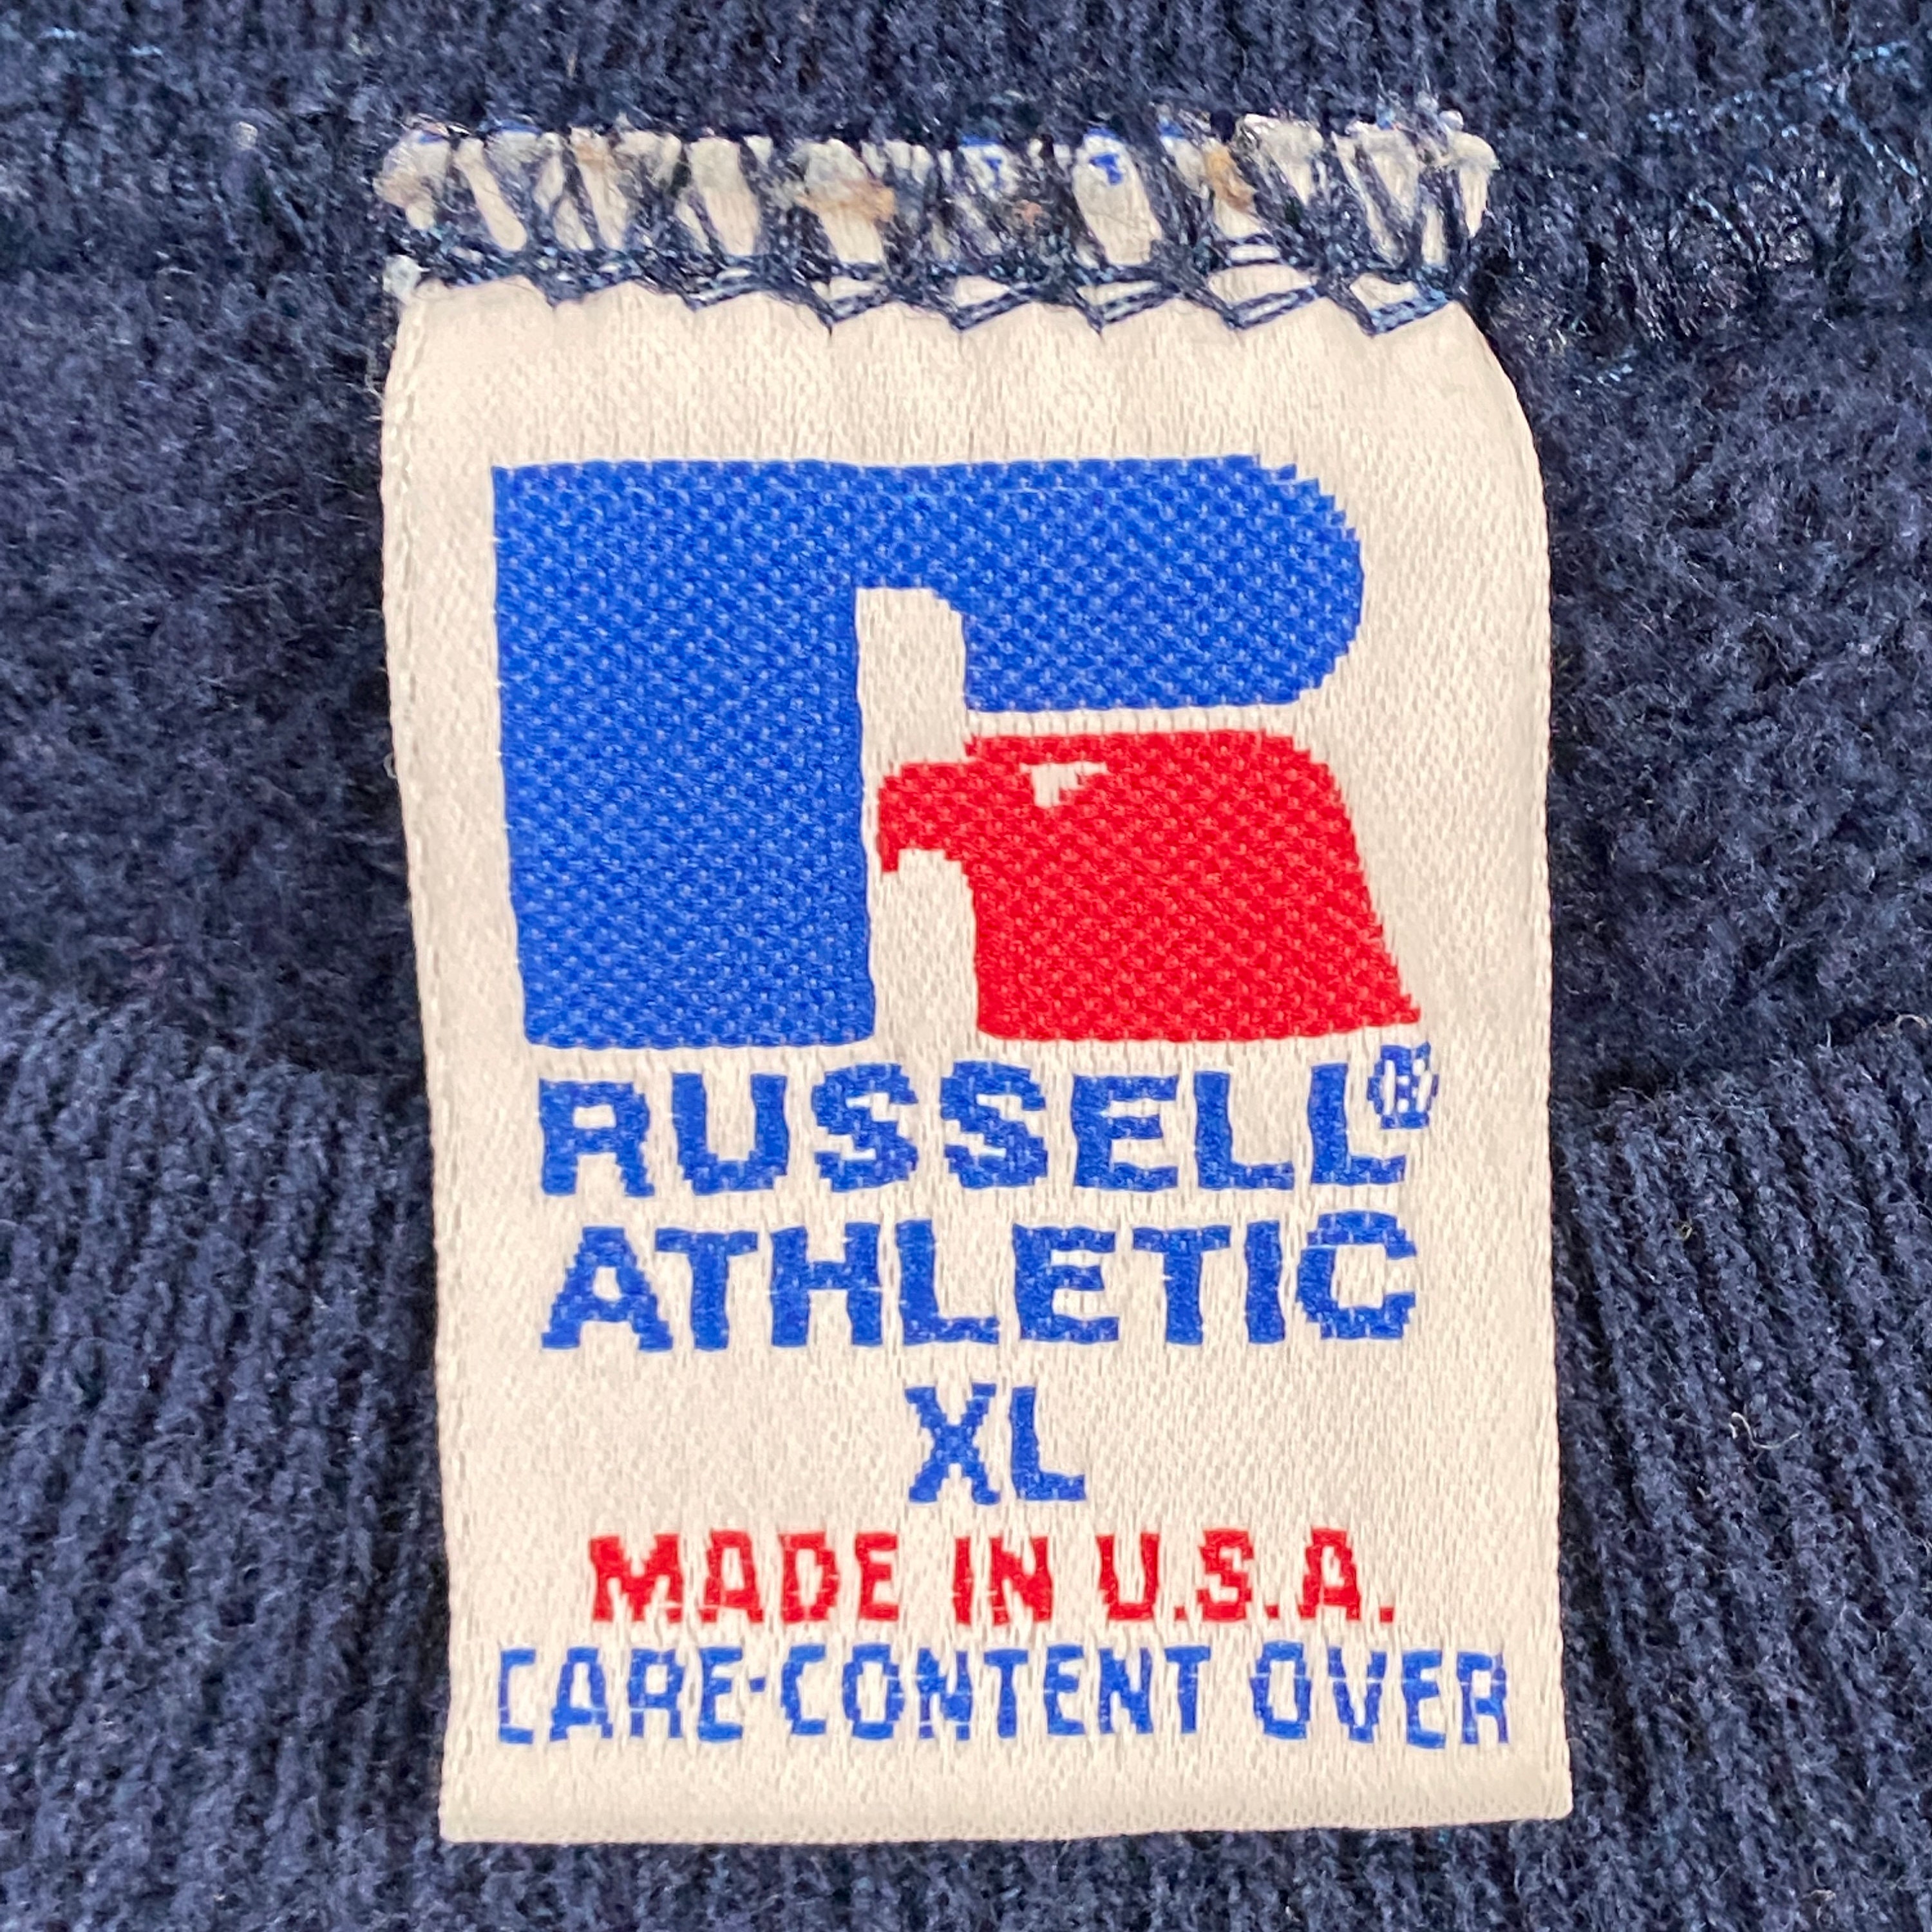 RUSSELL®
ATHLETIC
XL
MADE IN U.S.A.
CARE·CONTENT OVER